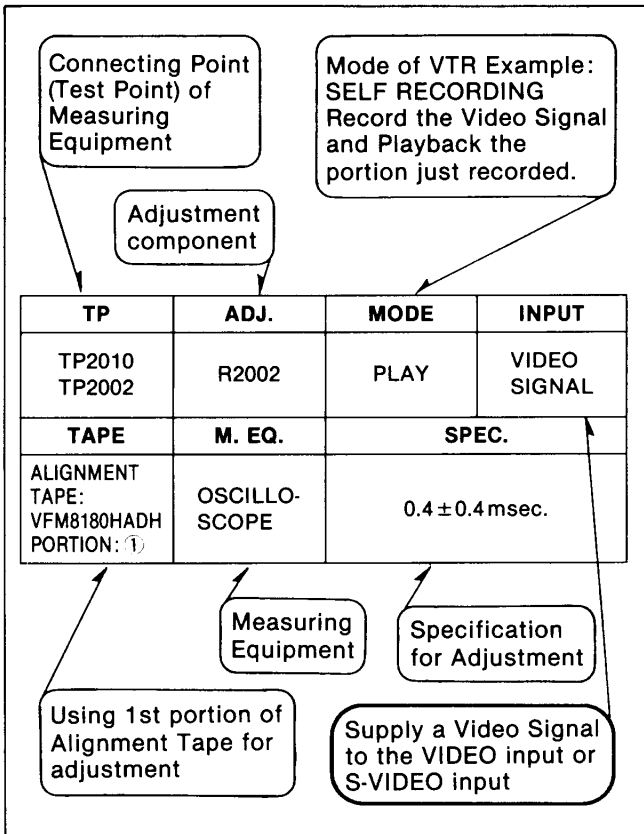 Connecting Point
(Test Point) of
Measuring
Equipment
Mode of VTR Example:
SELF RECORDING
Record the Video Signal
and Playback the
portion just recorded.
Adjustment
component
TP ADJ. MODE INPUT
TP2010
TP2002
R2002
PLAY
VIDEO
SIGNAL
TAPE M. EQ. SPEC.
ALIGNMENT
TAPE:
VFM8180HADH
PORTION: ①
OSCILLO-
SCOPE
0.4±0.4msec.
Measuring
Equipment
Specification
for Adjustment
Using 1st portion of
Alignment Tape for
adjustment
Supply a Video Signal
to the VIDEO input or
S-VIDEO input